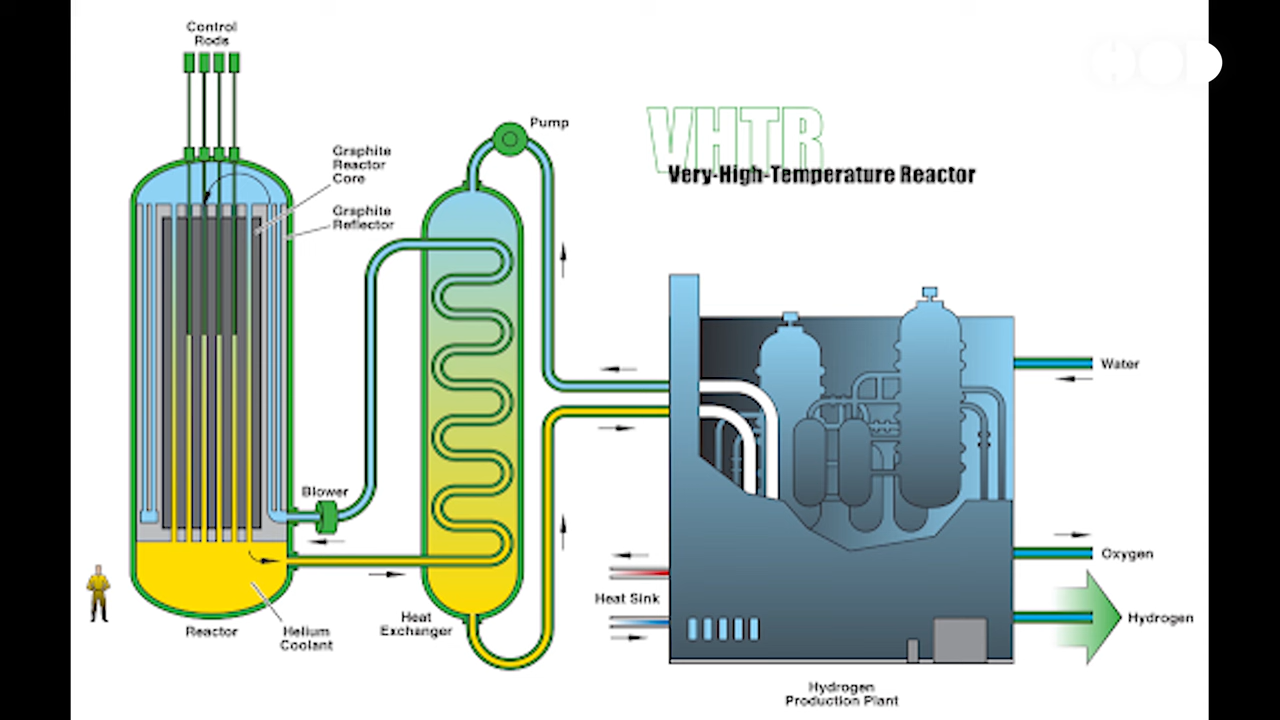 Control
Rods
Pump
VHTR
Very-High-Temperature Reactor
Graphite
Reactor
Core
Graphite
Reflector
Water
Blower
Oxygen
Heat Sink
Heat
Exchanger
Hydrogen
Reactor
Helium
Coolant
Hydrogen
Production Plant